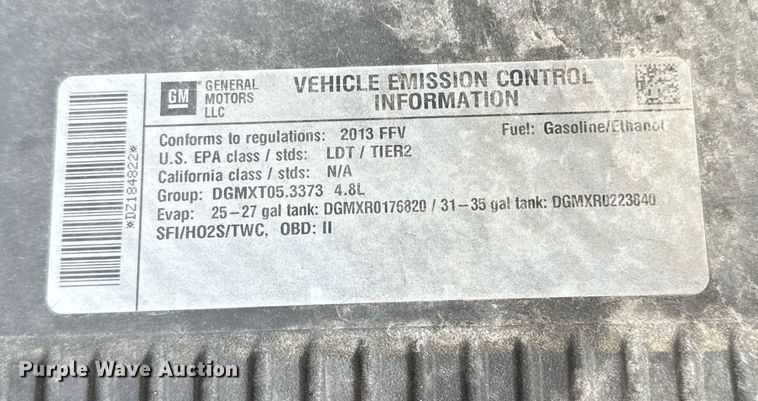 *DZ184822*
GM
GENERAL
MOTORS
LLC
VEHICLE EMISSION CONTROL
INFORMATION
Conforms to regulations: 2013 FFV Fuel: Gasoline/Ethanol
U.S. EPA class / stds: LDT / TIER2
California class / stds: N/A
Group: DGMXT05.3373 4.8L
Evap: 25-27 gal tank: DGMXR0176820 / 31-35 gal tank: DGMXR0223840
SFI/HO2S/TWC, OBD: II
Purple Wave Auction